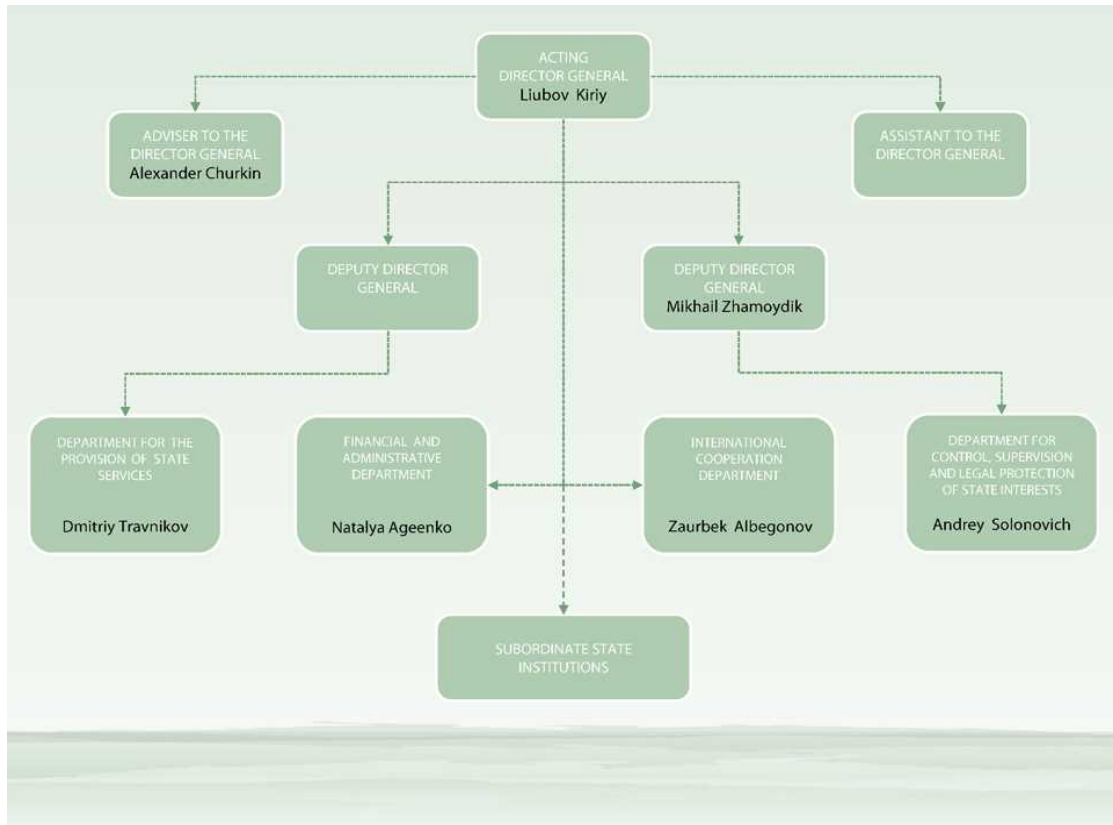 ACTING
DIRECTOR GENERAL
Liubov Kiriy
ADVISER TO THE
DIRECTOR GENERAL
Alexander Churkin
ASSISTANT TO THE
DIRECTOR GENERAL
DEPUTY DIRECTOR
GENERAL
DEPUTY DIRECTOR
GENERAL
Mikhail Zhamoydik
DEPARTMENT FOR THE
PROVISION OF STATE
SERVICES
Dmitriy Travnikov
FINANCIAL AND
ADMINISTRATIVE
DEPARTMENT
Natalya Ageenko
INTERNATIONAL
COOPERATION
DEPARTMENT
Zaurbek Albegonov
DEPARTMENT FOR
CONTROL, SUPERVISION
AND LEGAL PROTECTION
OF STATE INTERESTS
Andrey Solonovich
SUBORDINATE STATE
INSTITUTIONS